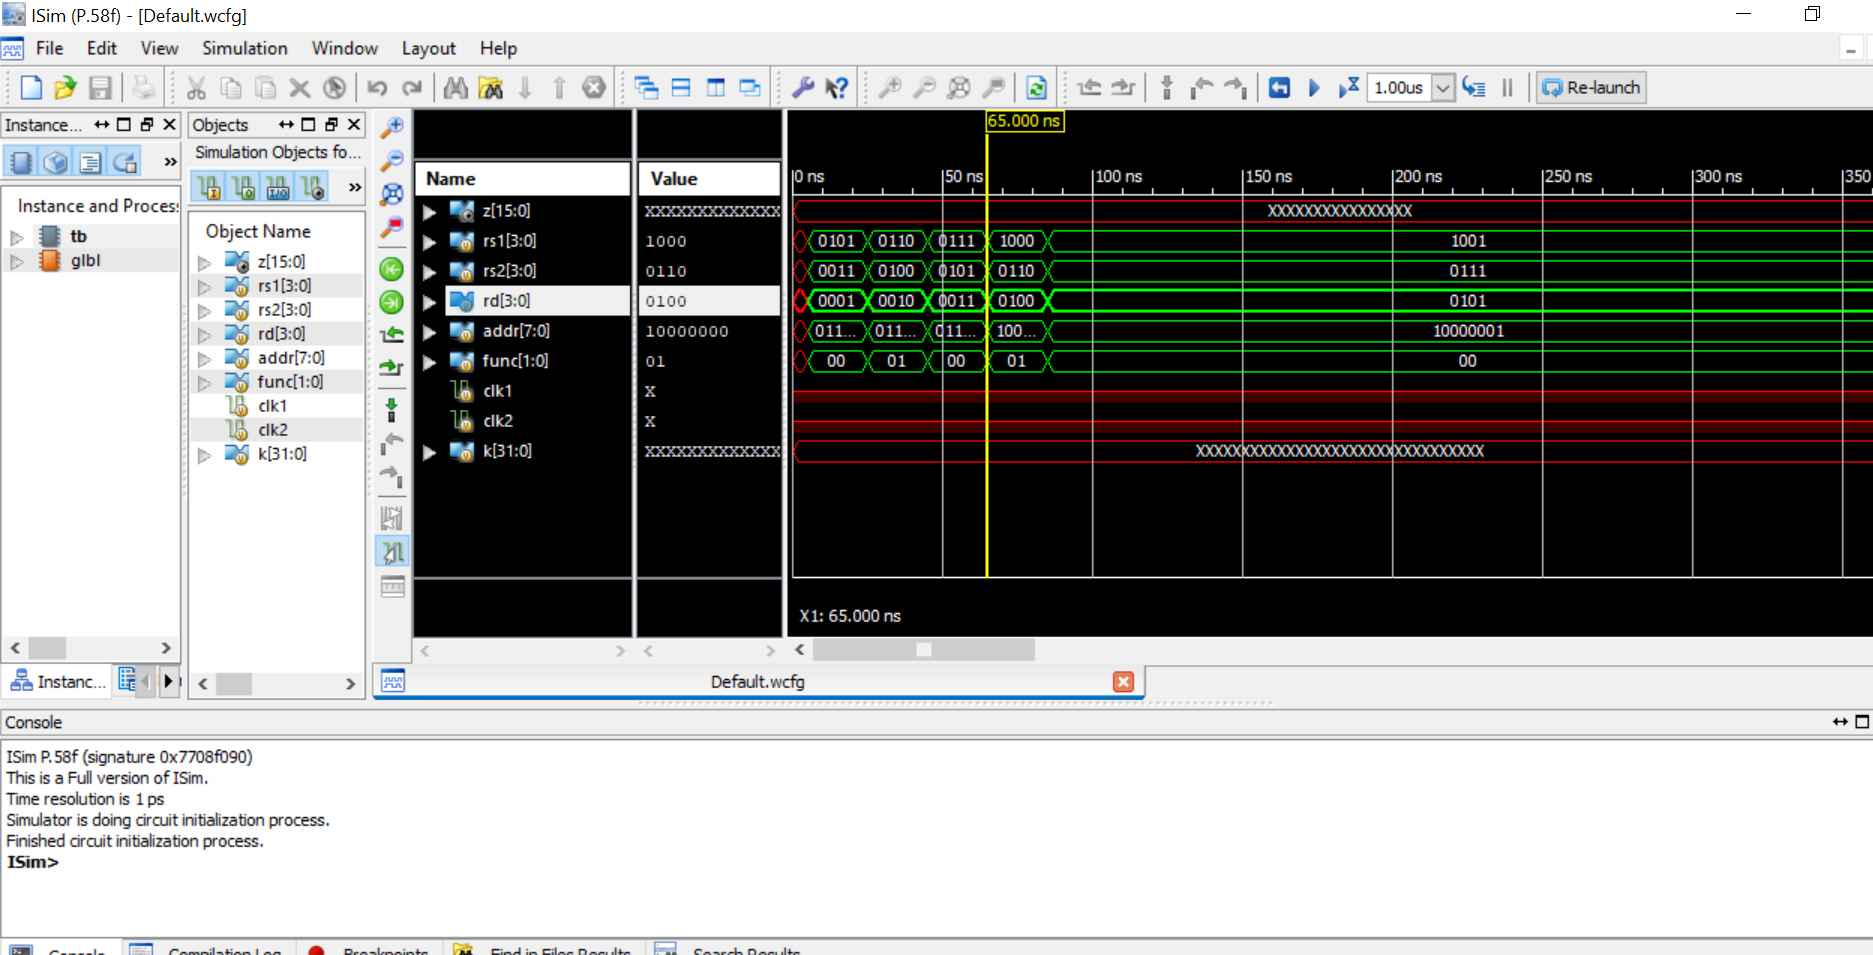 ISim (P.58f) - [Default.wcfg]
File Edit View Simulation Window Layout Help
1.00us Re-launch
Instance... Objects
Simulation Objects fo...
Instance and Process
tb
glbl
Object Name
z[15:0]
rs1[3:0]
rs2[3:0]
rd[3:0]
addr[7:0]
func[1:0]
clk1
clk2
k[31:0]
Name Value
z[15:0] XXXXXXXXXXXXX
rs1[3:0] 1000
rs2[3:0] 0110
rd[3:0] 0100
addr[7:0] 10000000
func[1:0] 01
clk1 X
clk2 X
k[31:0] XXXXXXXXXXXXX
65.000 ns
0 ns 50 ns 100 ns 150 ns 200 ns 250 ns 300 ns 350
XXXXXXXXXXXXXXXX
0101 0110 0111 1000 1001
0011 0100 0101 0110 0111
0001 0010 0011 0100 0101
011... 011... 011... 100... 10000001
00 01 00 01 00
XXXXXXXXXXXXXXXXXXXXXXXXXXXXXXXX
X1: 65.000 ns
Instanc...
Default.wcfg
Console
ISim P.58f (signature 0x7708f090)
This is a Full version of ISim.
Time resolution is 1 ps
Simulator is doing circuit initialization process.
Finished circuit initialization process.
ISim>
Console Compilation Log Breakpoints Find in Files Results Search Results